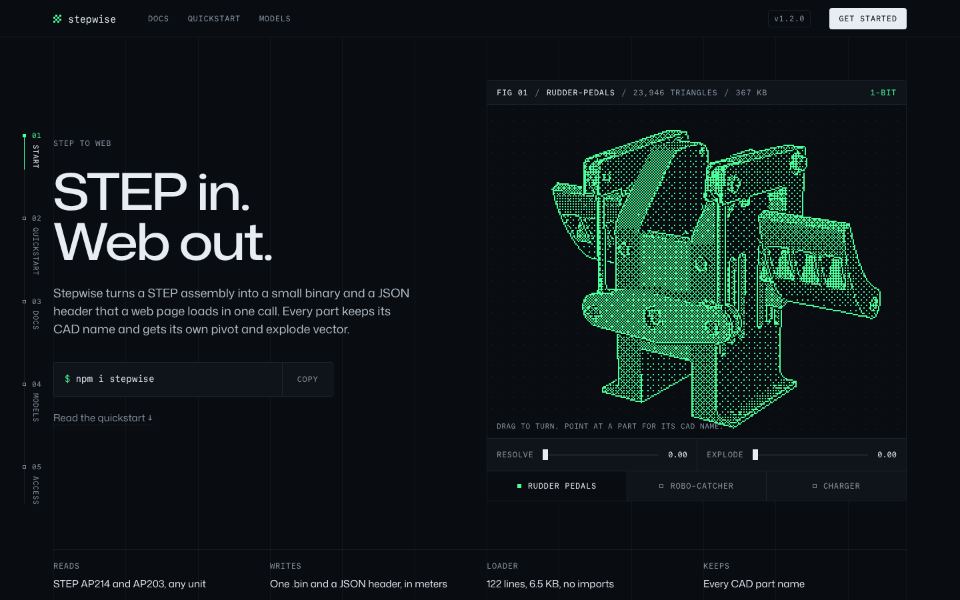 stepwise
DOCS
QUICKSTART
MODELS
v1.2.0
GET STARTED
01 START
02 QUICKSTART
03 DOCS
04 MODELS
05 ACCESS
STEP TO WEB
STEP in.
Web out.
Stepwise turns a STEP assembly into a small binary and a JSON
header that a web page loads in one call. Every part keeps its
CAD name and gets its own pivot and explode vector.
$ npm i stepwise
COPY
Read the quickstart ↓
FIG 01 / RUDDER-PEDALS / 23,946 TRIANGLES / 367 KB
1-BIT
DRAG TO TURN. POINT AT A PART FOR ITS CAD NAME.
RESOLVE 0.00
EXPLODE 0.00
RUDDER PEDALS
ROBO-CATCHER
CHARGER
READS
STEP AP214 and AP203, any unit
WRITES
One .bin and a JSON header, in meters
LOADER
122 lines, 6.5 KB, no imports
KEEPS
Every CAD part name